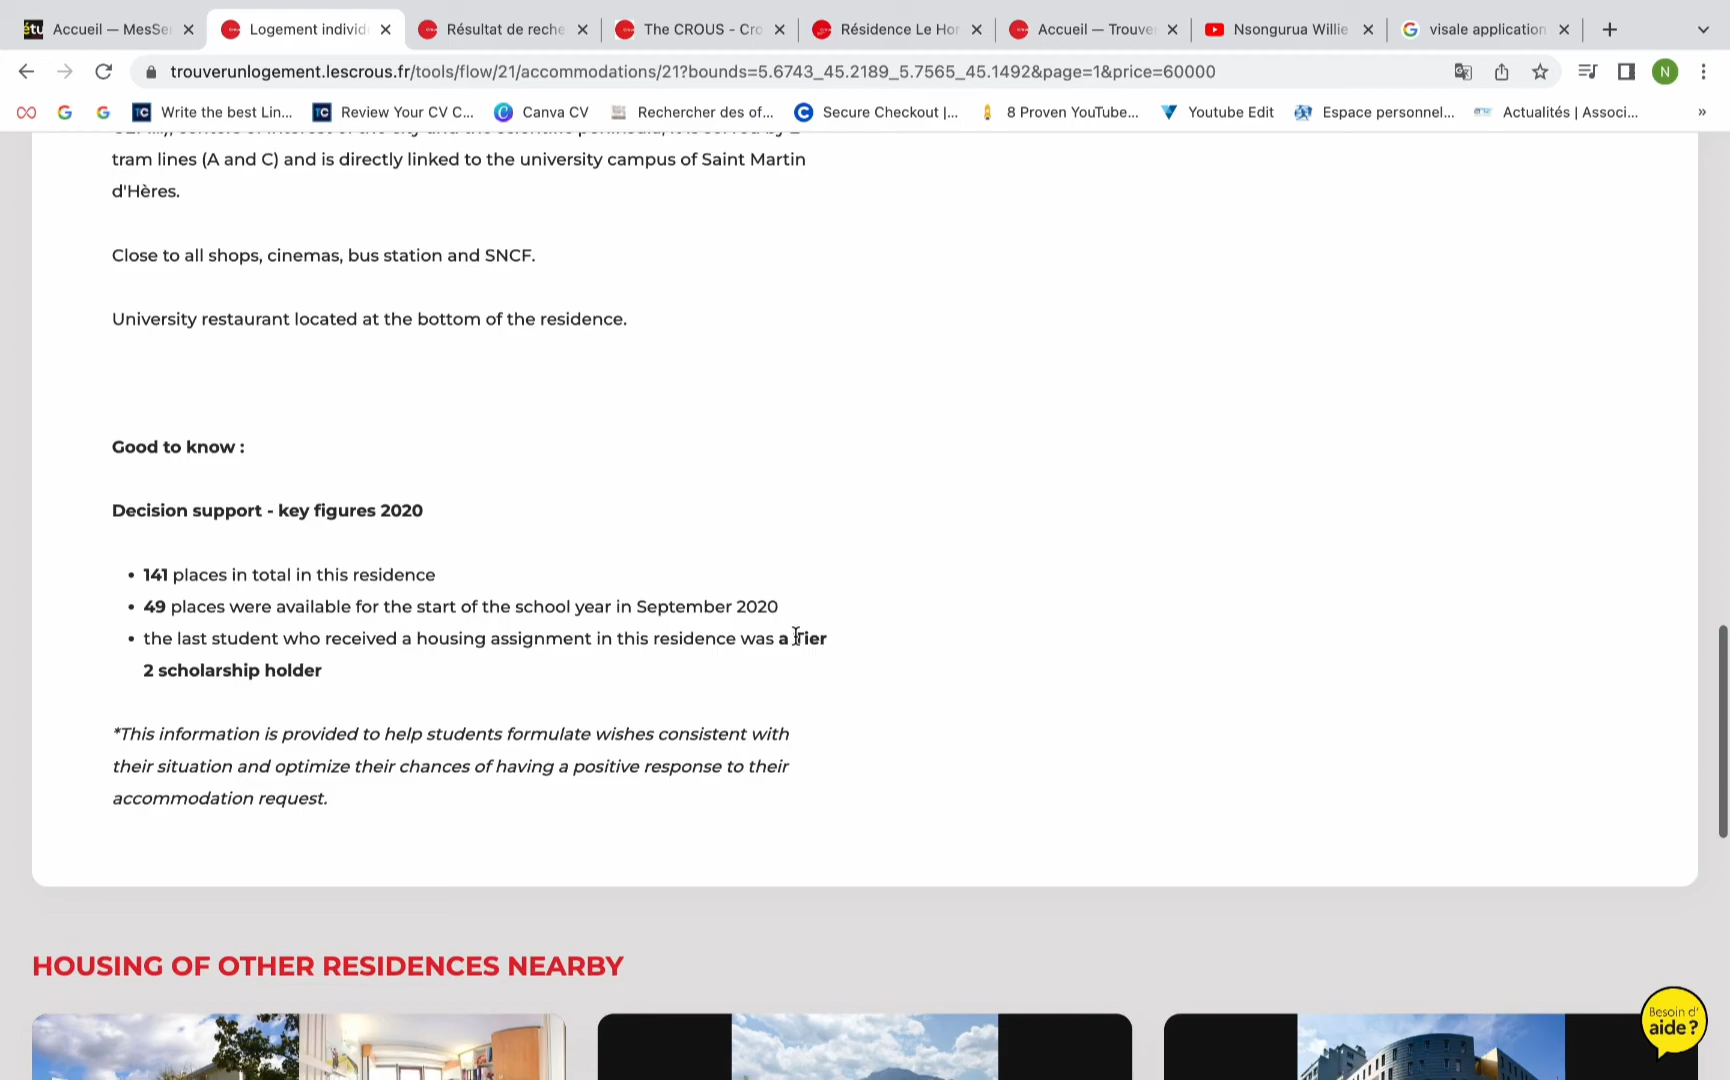 étu Accueil — MesSe
Logement individ
Résultat de reche
The CROUS - Cro
Résidence Le Hor
Accueil — Trouve
Nsongurua Willie
visale application
trouverunlogement.lescrous.fr/tools/flow/21/accommodations/21?bounds=5.6743_45.2189_5.7565_45.1492&page=1&price=60000
N
TC Write the best Lin...
TC Review Your CV C...
Canva CV
Rechercher des of...
Secure Checkout |...
8 Proven YouTube...
Youtube Edit
Espace personnel...
Actualités | Associ...
»
tram lines (A and C) and is directly linked to the university campus of Saint Martin
d'Hères.
Close to all shops, cinemas, bus station and SNCF.
University restaurant located at the bottom of the residence.
Good to know :
Decision support - key figures 2020
• 141 places in total in this residence
• 49 places were available for the start of the school year in September 2020
• the last student who received a housing assignment in this residence was a Tier
2 scholarship holder
*This information is provided to help students formulate wishes consistent with
their situation and optimize their chances of having a positive response to their
accommodation request.
HOUSING OF OTHER RESIDENCES NEARBY
Besoin d'
aide ?